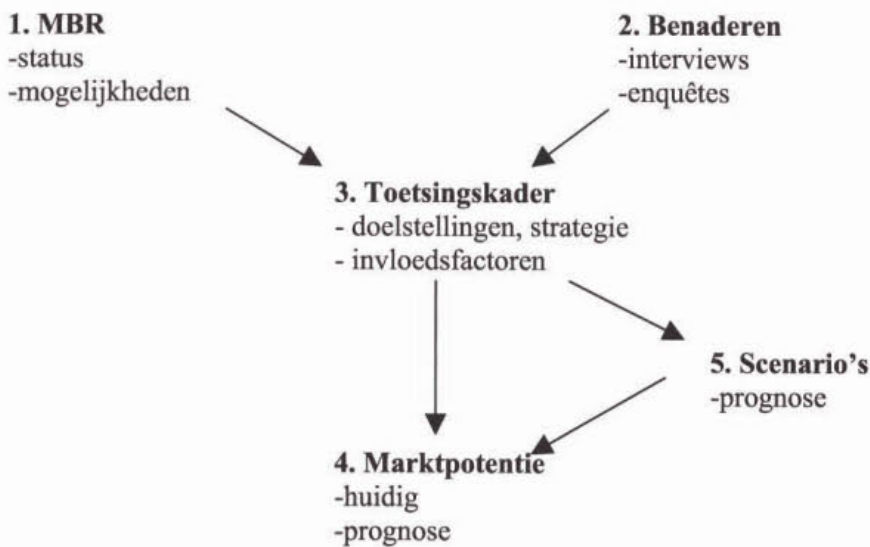 1. MBR
-status
-mogelijkheden
2. Benaderen
-interviews
-enquêtes
3. Toetsingskader
- doelstellingen, strategie
- invloedsfactoren
5. Scenario's
-prognose
4. Marktpotentie
-huidig
-prognose